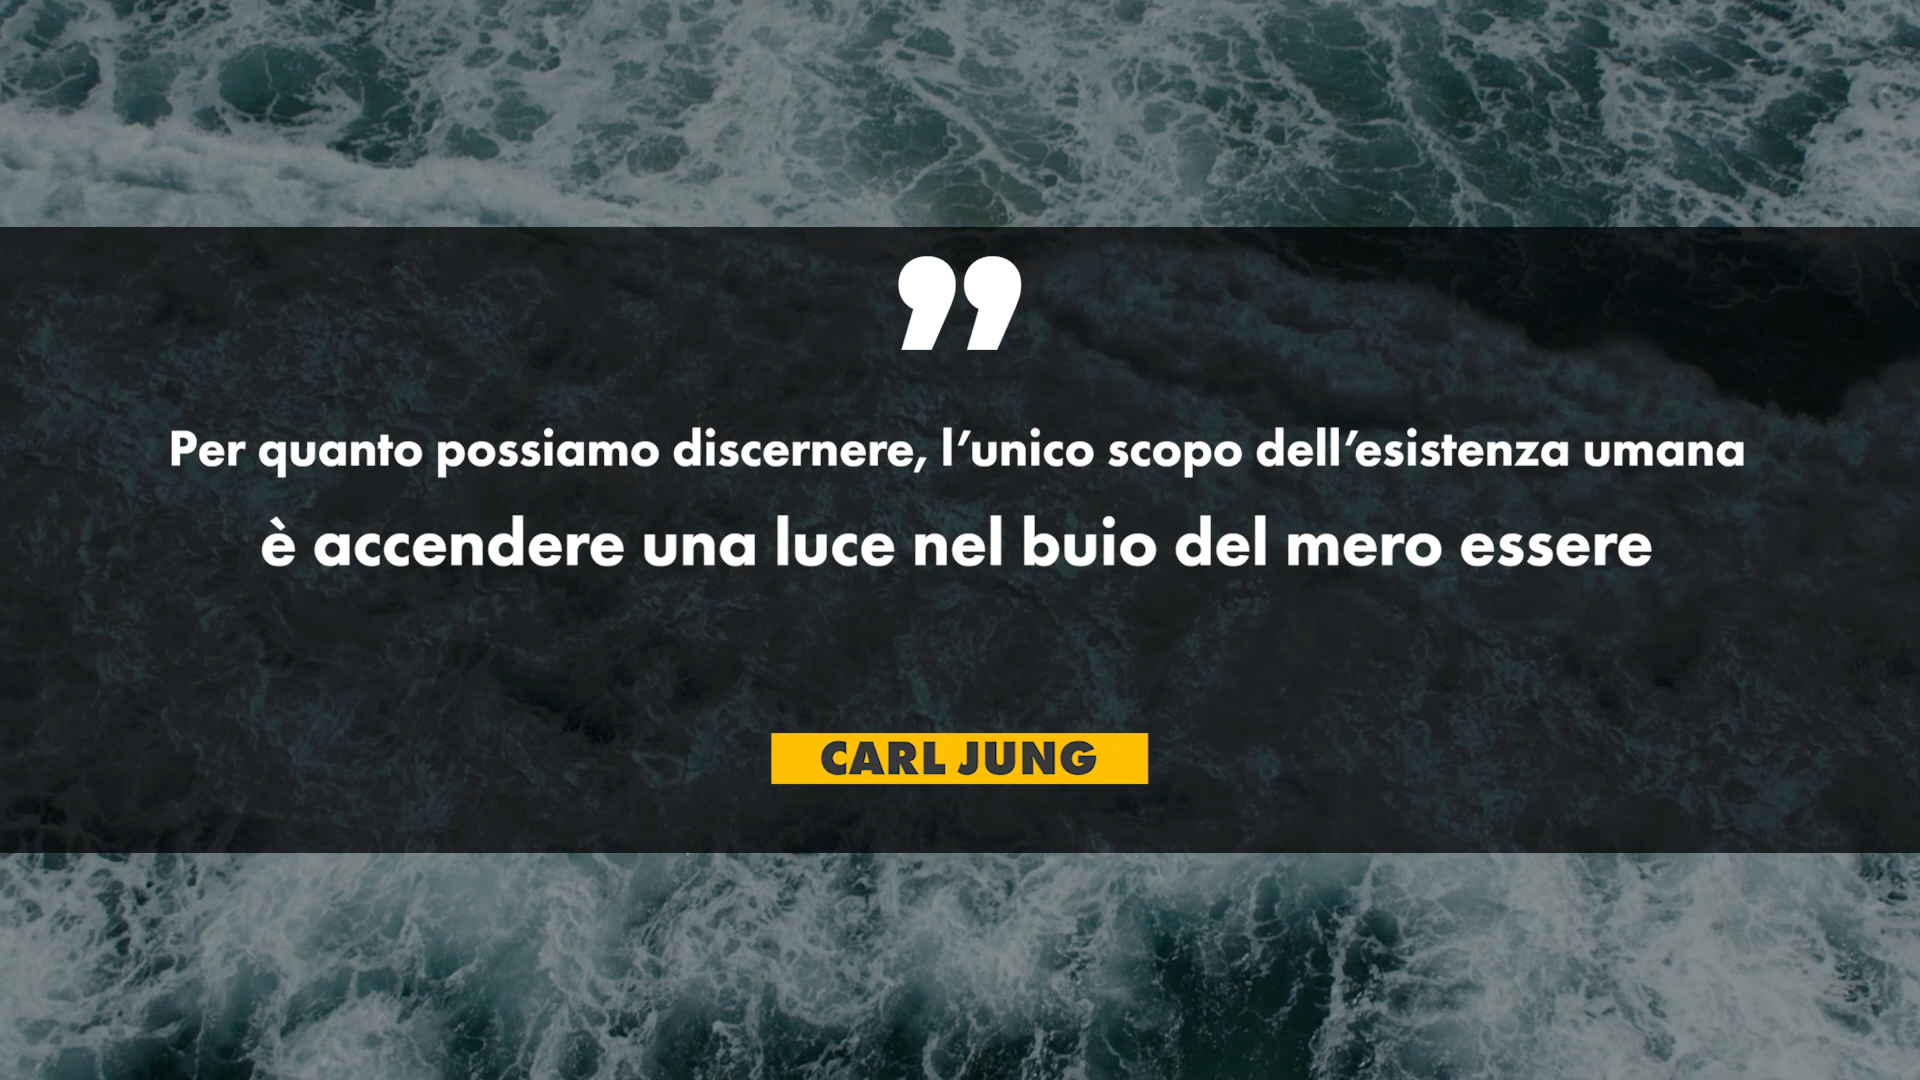 ”
Per quanto possiamo discernere, l’unico scopo dell’esistenza umana
è accendere una luce nel buio del mero essere
CARL JUNG